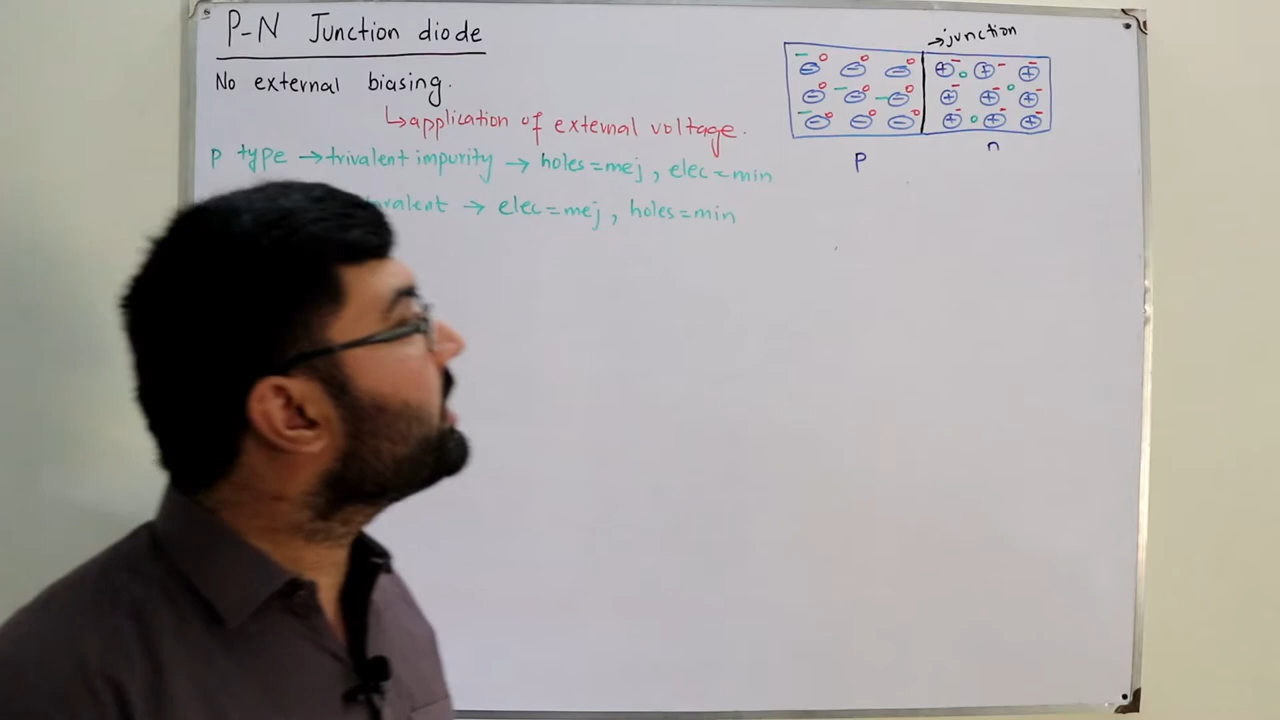 P-N Junction diode
No external biasing.
↳application of external voltage.
P type →trivalent impurity → holes=mej, elec=min
valent → elec=mej, holes=min
→junction
P
n